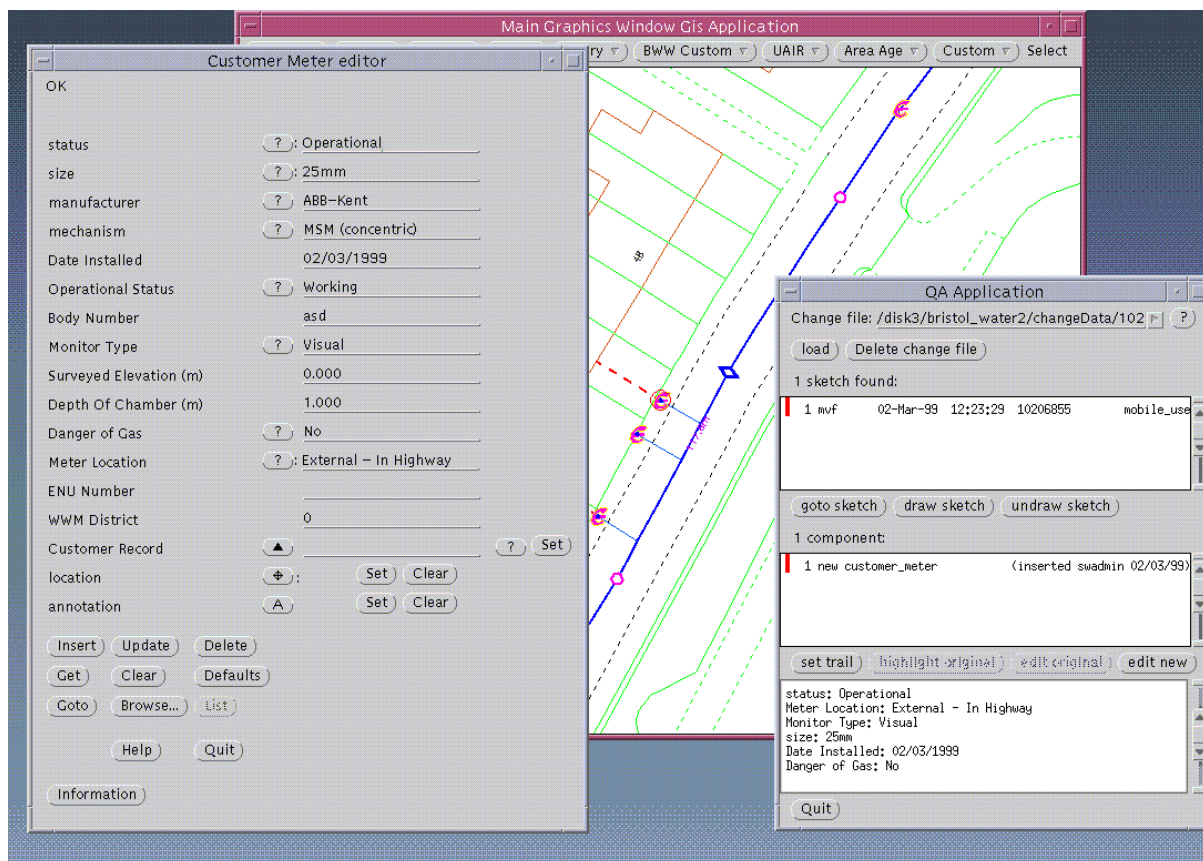 Main Graphics Window Gis Application
ry BWW Custom UAIR Area Age Custom Select
Customer Meter editor
OK
status ? : Operational
size ? : 25mm
manufacturer ? ABB-Kent
mechanism ? MSM (concentric)
Date Installed 02/03/1999
Operational Status ? Working
Body Number asd
Monitor Type ? Visual
Surveyed Elevation (m) 0.000
Depth Of Chamber (m) 1.000
Danger of Gas ? No
Meter Location ? : External - In Highway
ENU Number
WWM District 0
Customer Record ? Set
location : Set Clear
annotation A Set Clear
Insert Update Delete
Get Clear Defaults
Goto Browse... List
Help Quit
Information
48
QA Application
Change file: /disk3/bristol_water2/changeData/102 ?
load Delete change file
1 sketch found:
1 mvf 02-Mar-99 12:23:29 10206855 mobile_use
goto sketch draw sketch undraw sketch
1 component:
1 new customer_meter (inserted swadmin 02/03/99)
set trail highlight original edit original edit new
status: Operational
Meter Location: External - In Highway
Monitor Type: Visual
size: 25mm
Date Installed: 02/03/1999
Danger of Gas: No
Quit